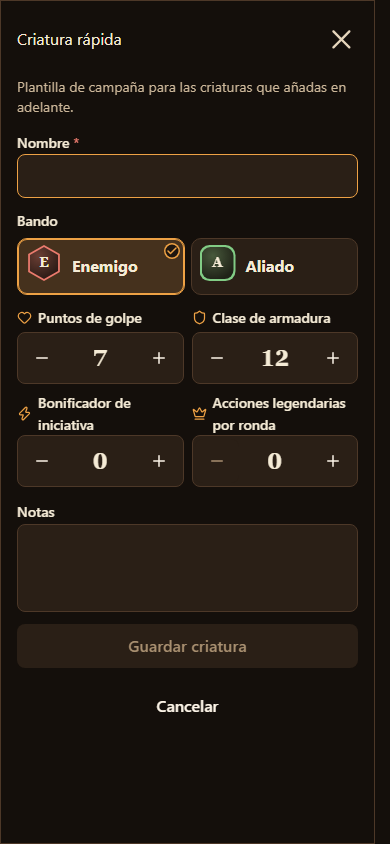 Criatura rápida
Plantilla de campaña para las criaturas que añadas en
adelante.
Nombre *
Bando
E Enemigo
A Aliado
Puntos de golpe
Clase de armadura
− 7 +
− 12 +
Bonificador de
iniciativa
Acciones legendarias
por ronda
− 0 +
− 0 +
Notas
Guardar criatura
Cancelar